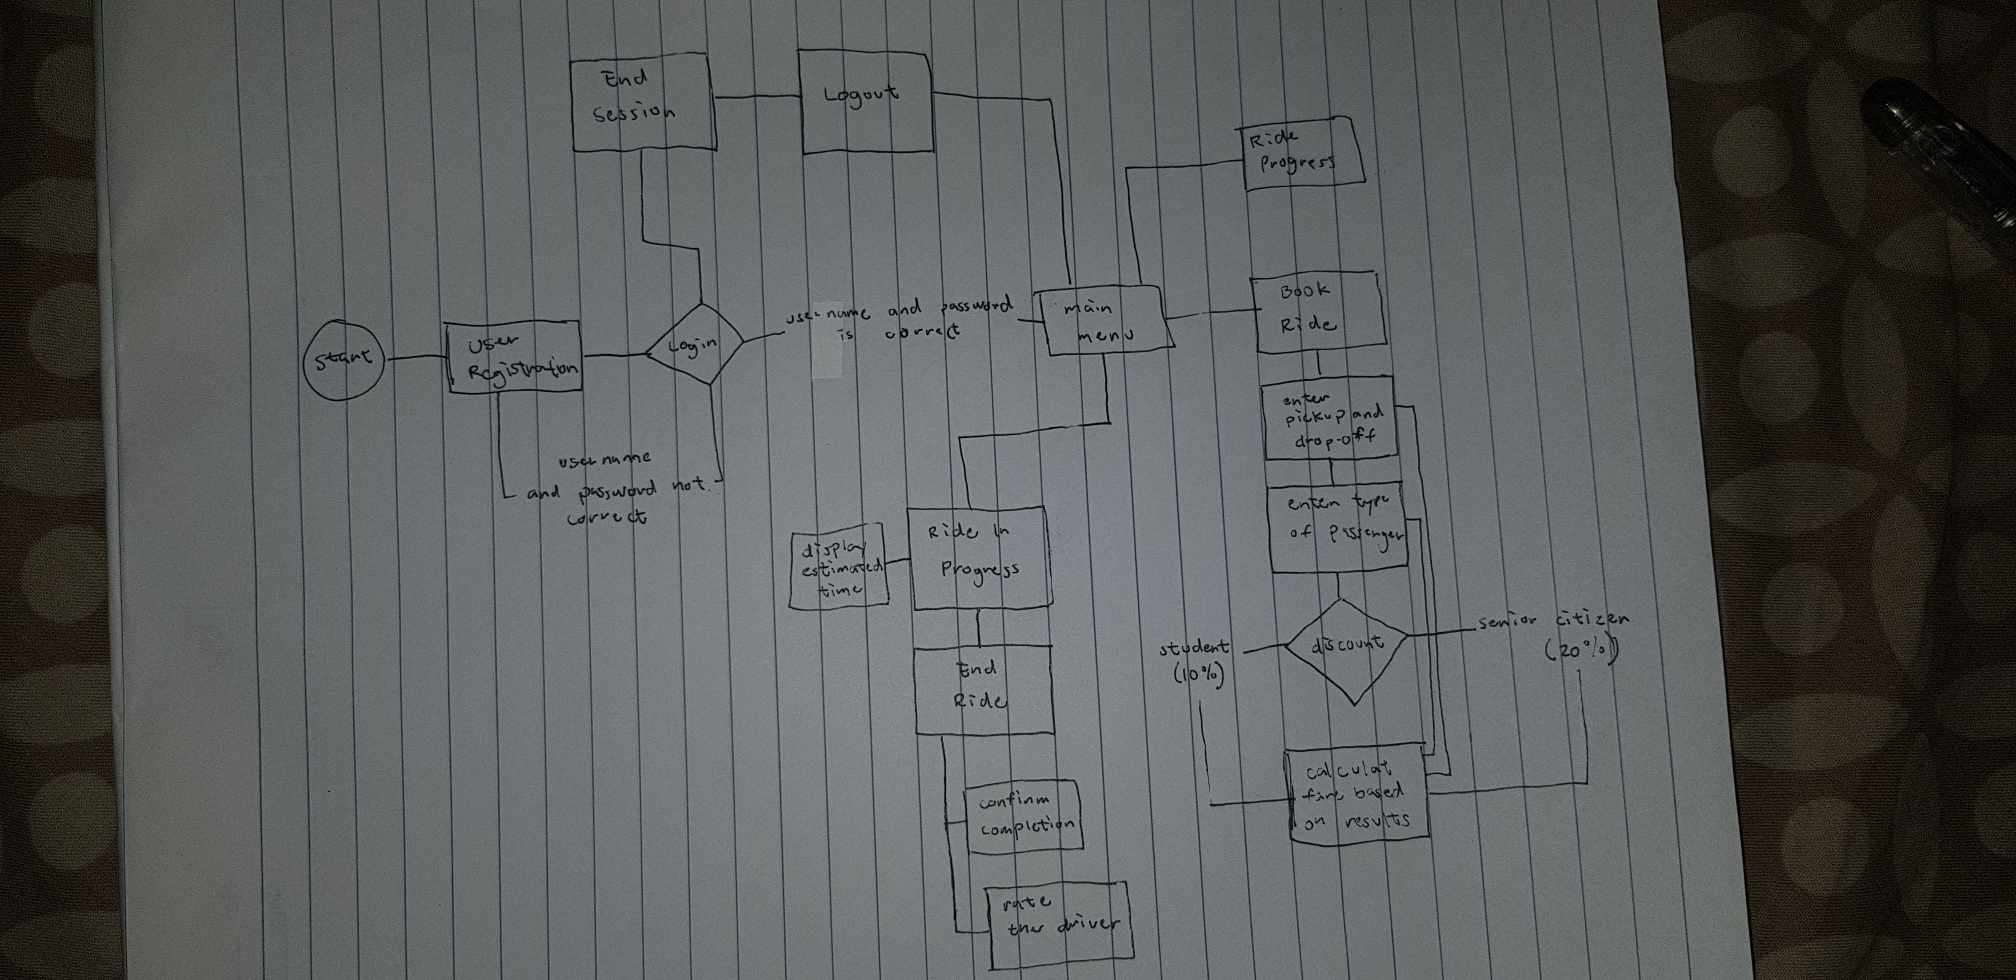 End
Session
Logout
Ride
Progress
Start
User
Registration
Login
username and password
is correct
main
menu
Book
Ride
enter
pickup and
drop-off
enter type
of passenger
username
and password not
correct
display
estimated
time
Ride in
Progress
End
Ride
confirm
completion
rate
the driver
discount
student
(10%)
senior citizen
(20%)
calculat
fare based
on results